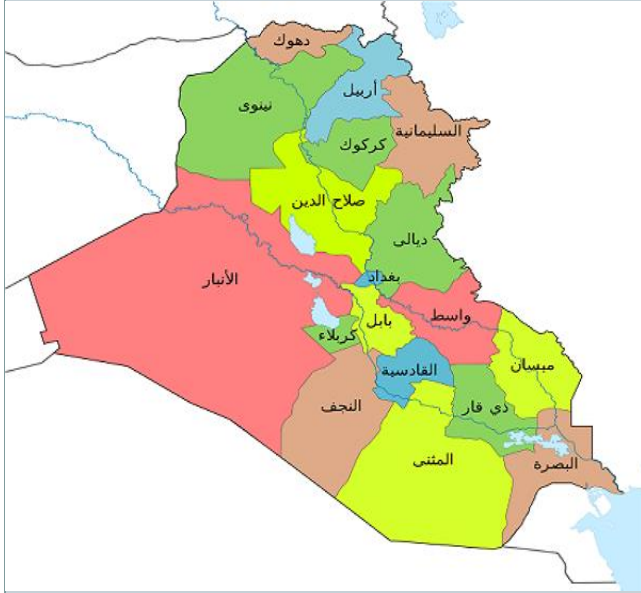 دهوك
أربيل
نينوى
السليمانية
كركوك
صلاح الدين
ديالى
بغداد
الأنبار
واسط
بابل
كربلاء
ميسان
القادسية
النجف
ذي قار
المثنى
البصرة